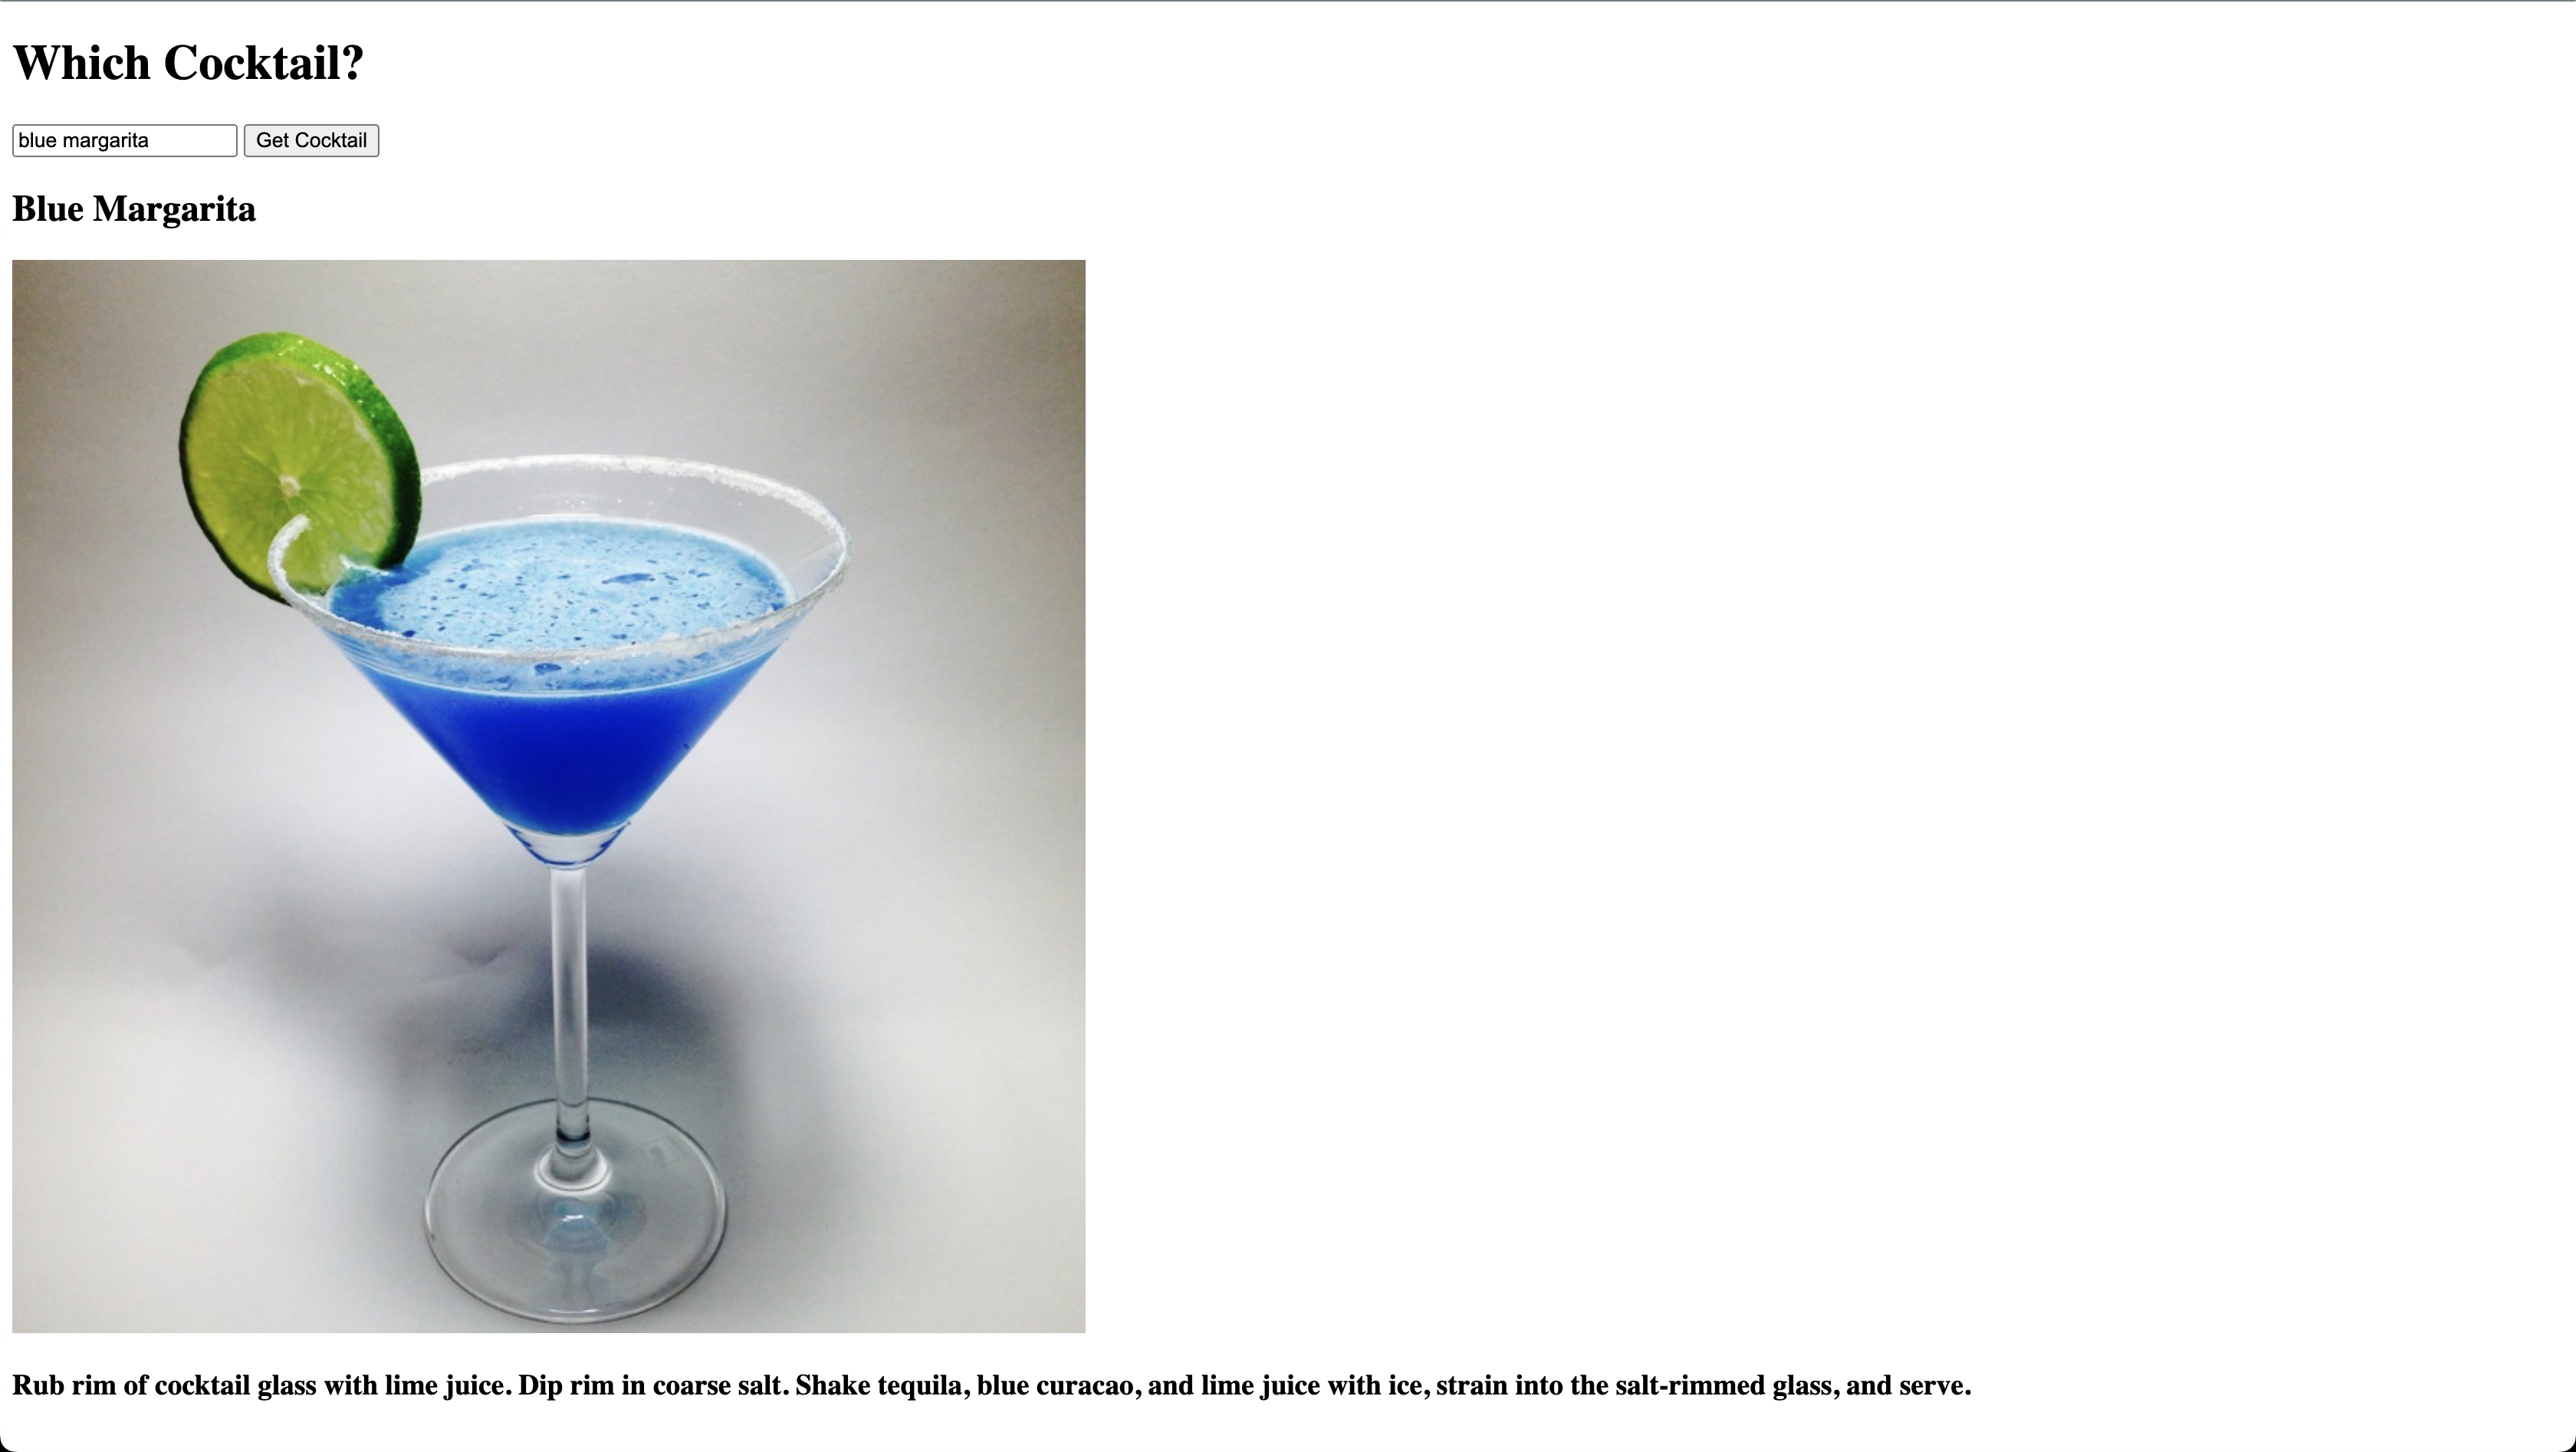 Which Cocktail?
blue margarita Get Cocktail
Blue Margarita
Rub rim of cocktail glass with lime juice. Dip rim in coarse salt. Shake tequila, blue curacao, and lime juice with ice, strain into the salt-rimmed glass, and serve.